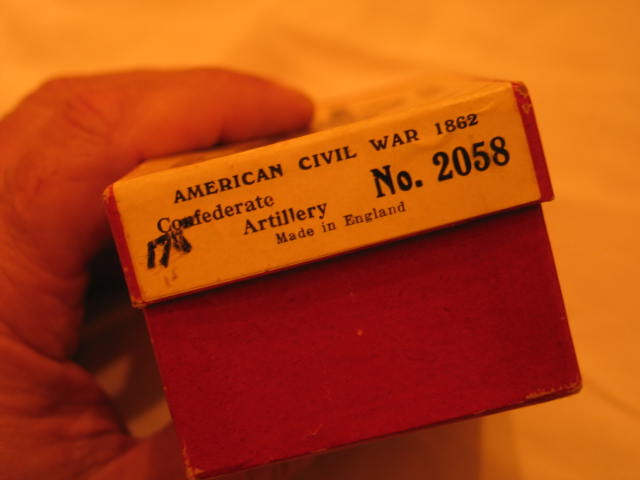 AMERICAN CIVIL WAR 1862
Confederate
Artillery
No. 2058
Made in England